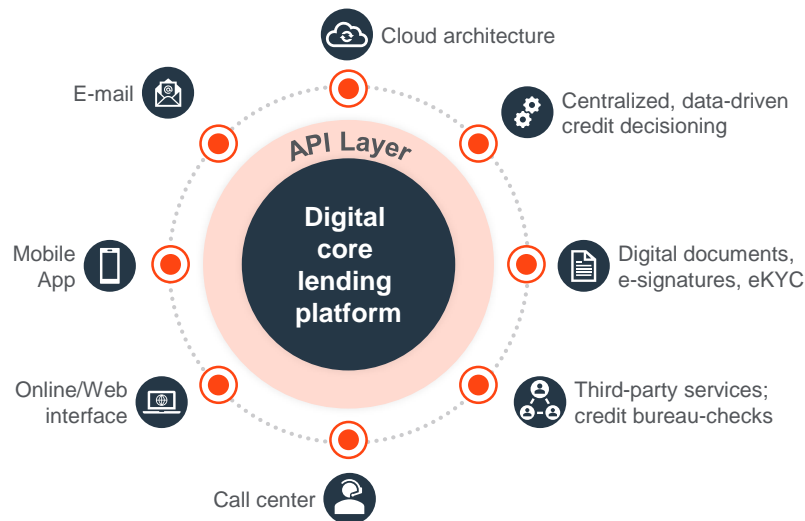 Cloud architecture
E-mail
Centralized, data-driven
credit decisioning
API Layer
Digital
core
lending
platform
Mobile
App
Digital documents,
e-signatures, eKYC
Online/Web
interface
Third-party services;
credit bureau-checks
Call center